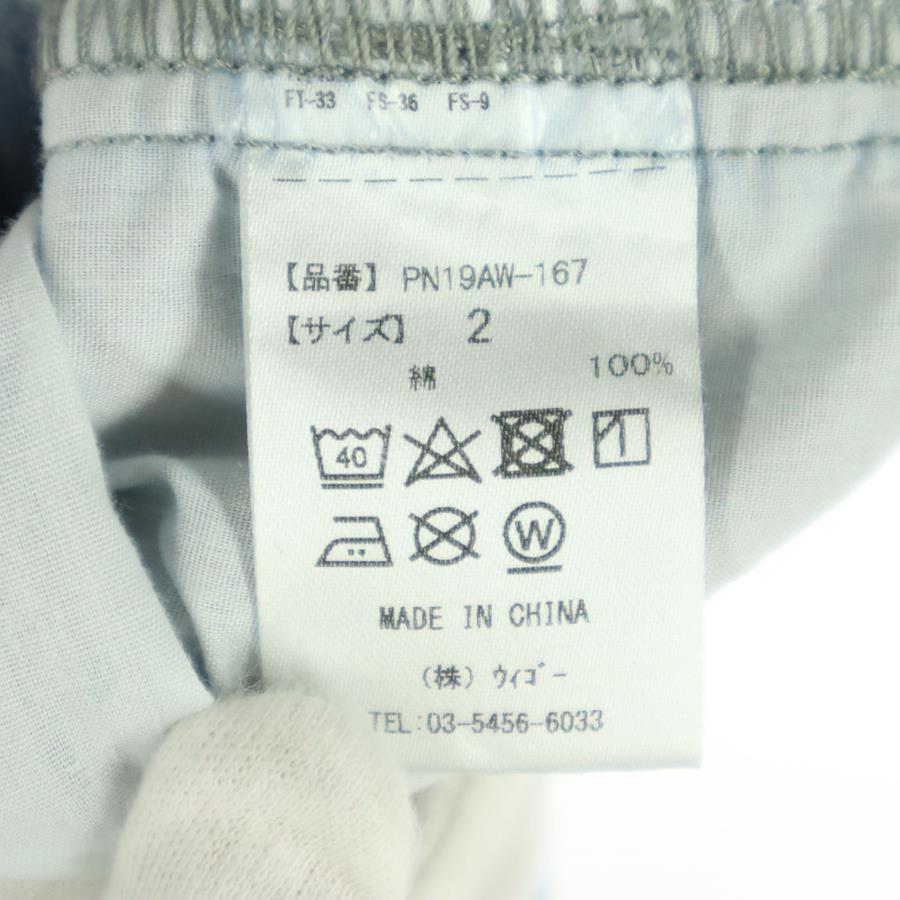 FT-33 FS-36 FS-9
【品番】 PN19AW-167
【サイズ】 2
綿 100%
40
W
MADE IN CHINA
(株) ウィゴー
TEL:03-5456-6033